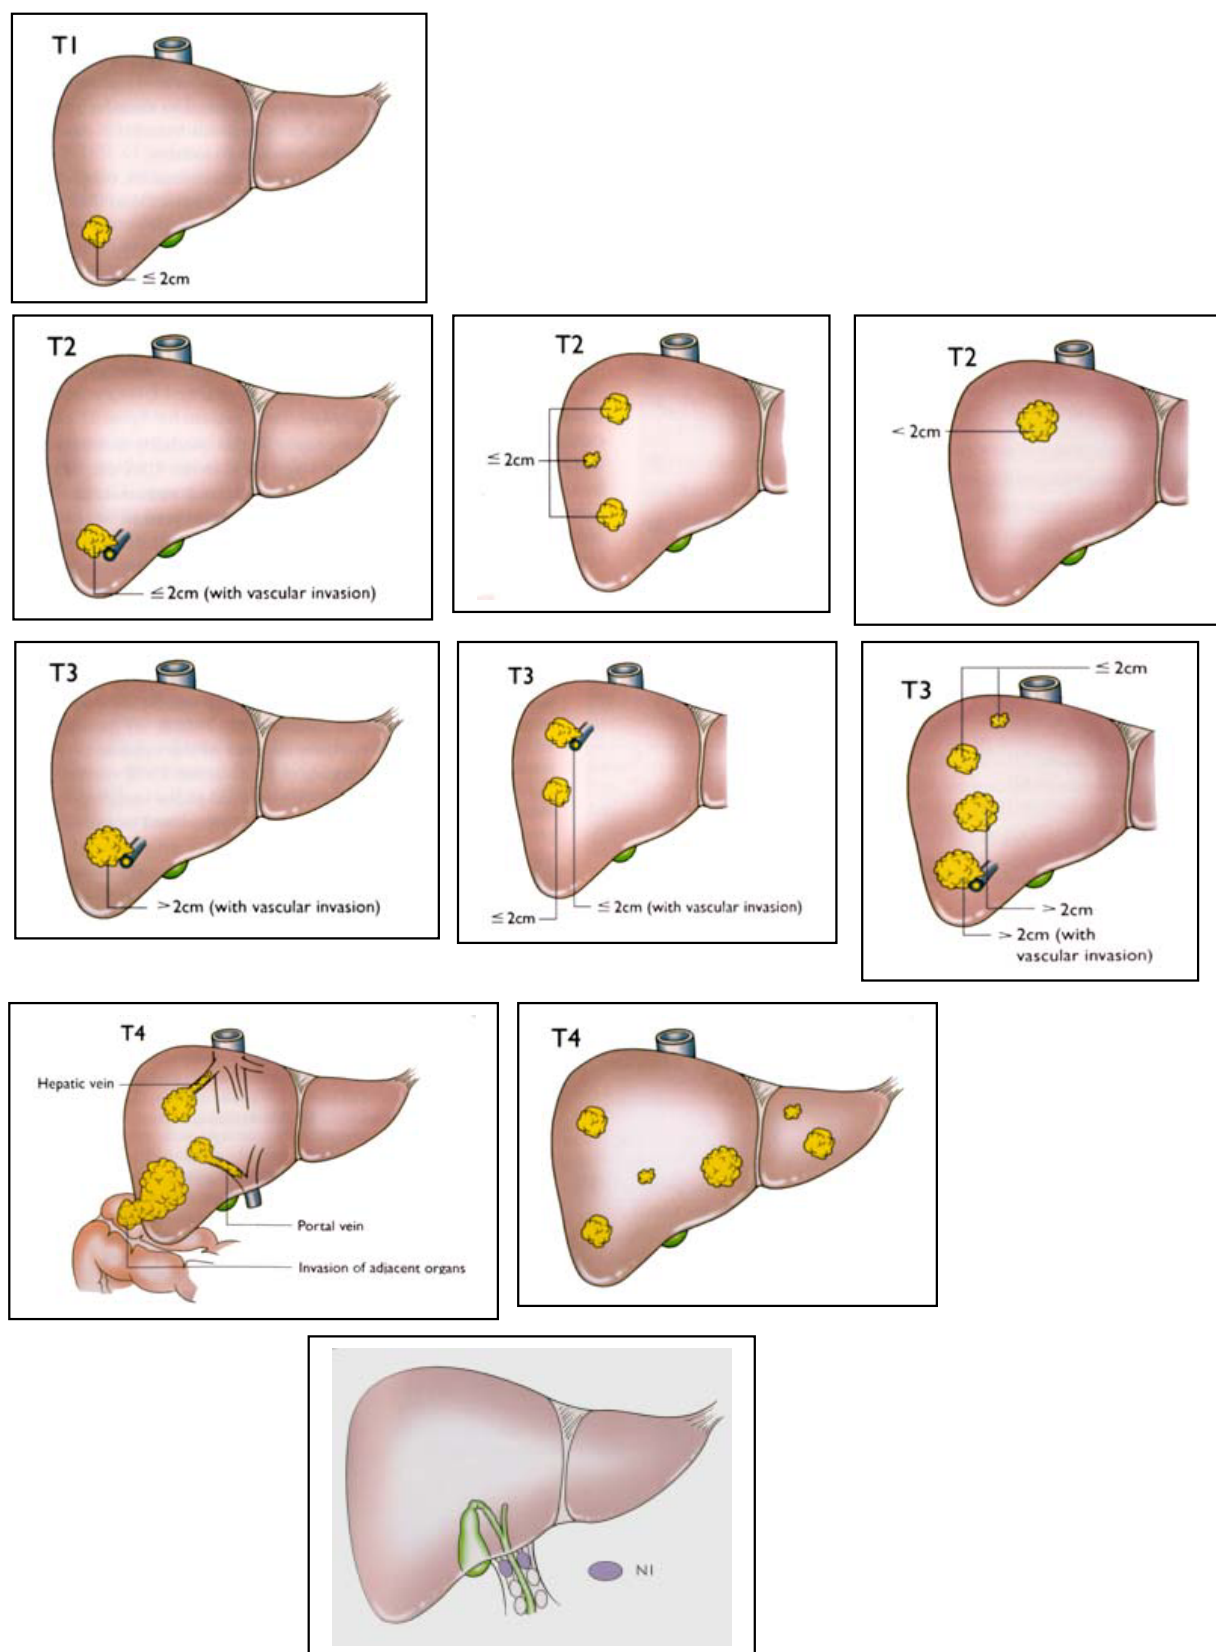 T1
≦ 2cm
T2
≦ 2cm (with vascular invasion)
T2
≦ 2cm
T2
< 2cm
T3
> 2cm (with vascular invasion)
T3
≦ 2cm (with vascular invasion)
≦ 2cm
T3
≦ 2cm
> 2cm
> 2cm (with
vascular invasion)
T4
Hepatic vein
Portal vein
Invasion of adjacent organs
T4
N1